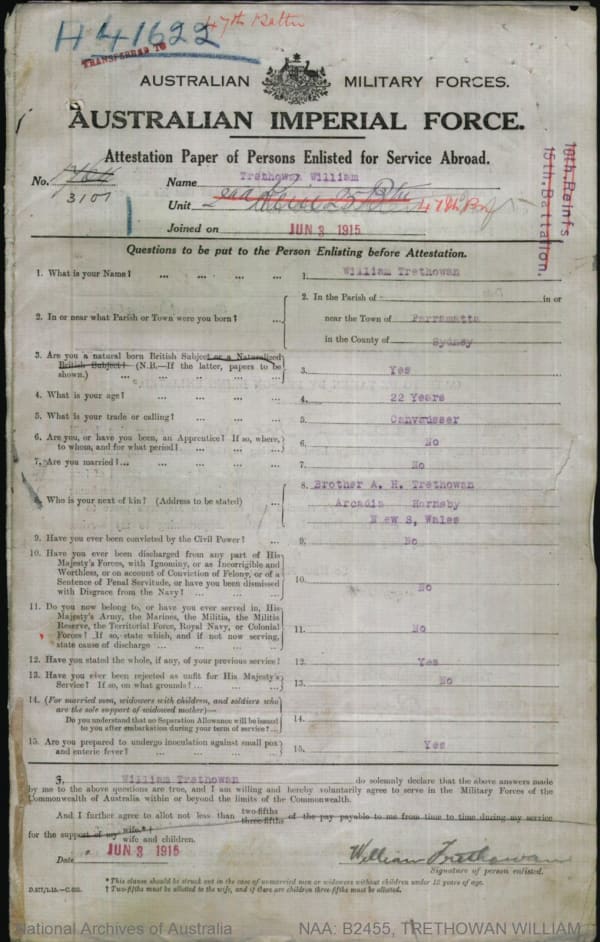 H 41622 47th Battn
TRANSFERRED TO
AUSTRALIAN MILITARY FORCES.
AUSTRALIAN IMPERIAL FORCE.
Attestation Paper of Persons Enlisted for Service Abroad.
No. 3101 Name Trethowan William
Unit 25 Btn 47th Bn
Joined on JUN 3 1915
10th.Reinfs
15th.Battalion.
Questions to be put to the Person Enlisting before Attestation.
1. What is your Name? ... ... ... ... 1. William Trethowan
2. In or near what Parish or Town were you born? ... 2. In the Parish of in or
near the Town of Parramatta
in the County of Sydney
3. Are you a natural born British Subject or a Naturalized
British Subject? (N.B.—If the latter, papers to be
shown.) ... ... ... ... 3. Yes
4. What is your age? ... ... ... 4. 22 Years
5. What is your trade or calling? ... ... ... 5. Canvausser
6. Are you, or have you been, an Apprentice? If so, where,
to whom, and for what period? ... ... ... 6. No
7. Are you married? ... ... ... ... 7. No
Who is your next of kin? (Address to be stated) ... 8. Brother A. H. Trethowan
Arcadia Hornsby
New S, Wales
9. Have you ever been convicted by the Civil Power? ... 9. No
10. Have you ever been discharged from any part of His
Majesty's Forces, with Ignominy, or as Incorrigible and
Worthless, or on account of Conviction of Felony, or of a
Sentence of Penal Servitude, or have you been dismissed
with Disgrace from the Navy? ... ... ... 10. No
11. Do you now belong to, or have you ever served in, His
Majesty's Army, the Marines, the Militia, the Militia
Reserve, the Territorial Force, Royal Navy, or Colonial
Forces? If so, state which, and if not now serving,
state cause of discharge ... ... ... 11. No
12. Have you stated the whole, if any, of your previous service? 12. Yes
13. Have you ever been rejected as unfit for His Majesty's
Service? If so, on what grounds? ... ... ... 13. No
14. (For married men, widowers with children, and soldiers who
are the sole support of widowed mother)—
Do you understand that no Separation Allowance will be issued
to you after embarkation during your term of service? ... 14.
15. Are you prepared to undergo inoculation against small pox
and enteric fever? ... ... ... ... 15. Yes
I, William Trethowan do solemnly declare that the above answers made
by me to the above questions are true, and I am willing and hereby voluntarily agree to serve in the Military Forces of the
Commonwealth of Australia within or beyond the limits of the Commonwealth.
And I further agree to allot not less than two-fifths three-fifths of the pay payable to me from time to time during my service
for the support of my wife.*† wife and children.
Date JUN 3 1915 William Trethowan
Signature of person enlisted.
* This clause should be struck out in the case of unmarried men or widowers without children under 18 years of age.
† Two-fifths must be allotted to the wife, and if there are children three-fifths must be allotted.
National Archives of Australia NAA: B2455, TRETHOWAN WILLIAM